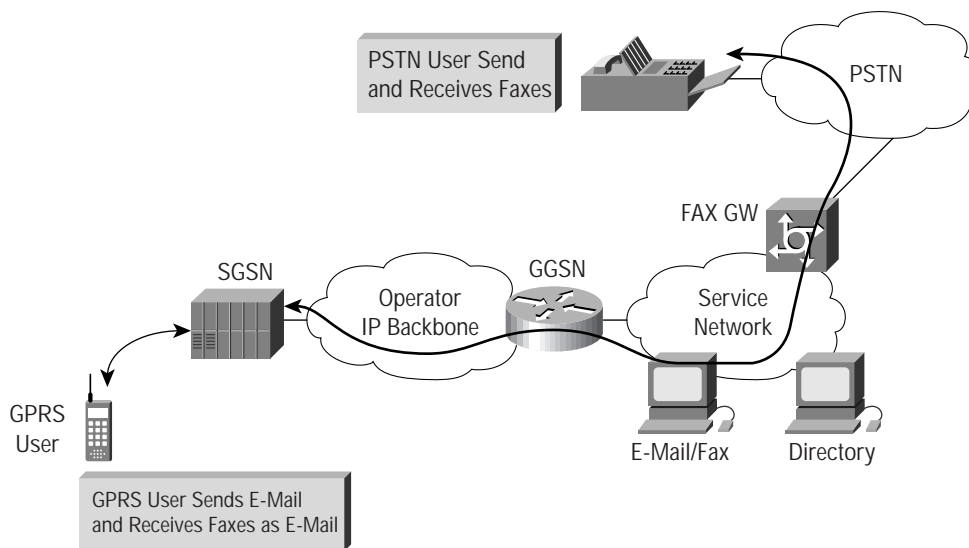 PSTN User Send
and Receives Faxes
PSTN
FAX GW
SGSN
GGSN
Operator
IP Backbone
Service
Network
GPRS
User
E-Mail/Fax
Directory
GPRS User Sends E-Mail
and Receives Faxes as E-Mail